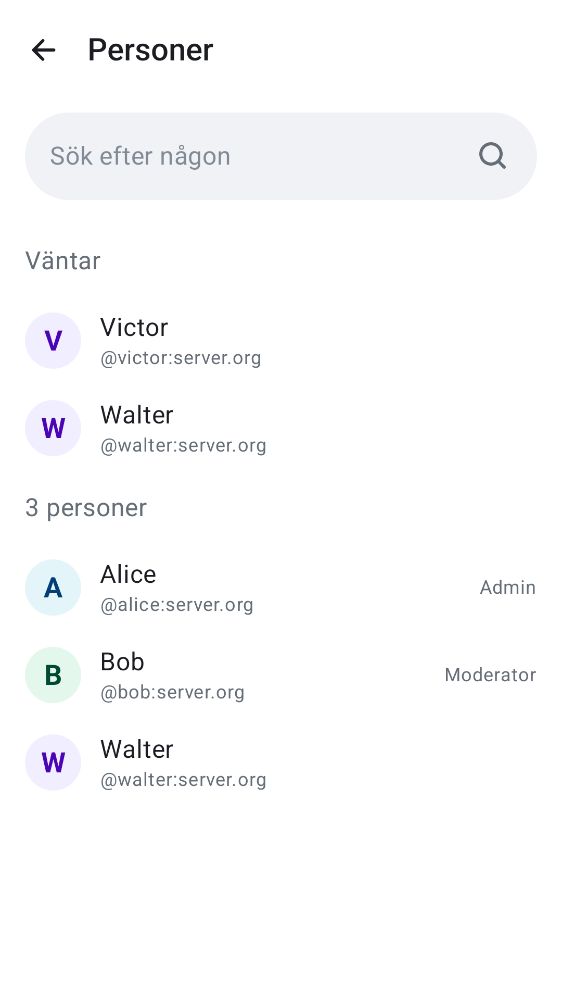 Personer
Sök efter någon
Väntar
V
Victor
@victor:server.org
W
Walter
@walter:server.org
3 personer
A
Alice
@alice:server.org
Admin
B
Bob
@bob:server.org
Moderator
W
Walter
@walter:server.org